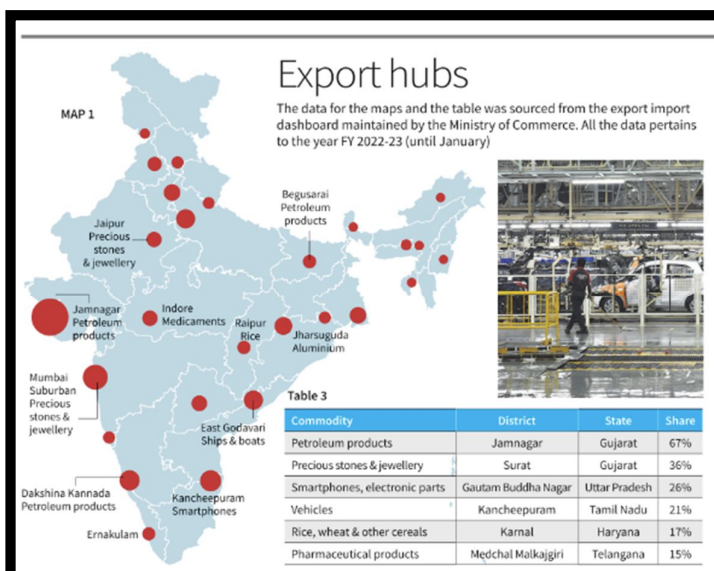 Export hubs
The data for the maps and the table was sourced from the export import
dashboard maintained by the Ministry of Commerce. All the data pertains
to the year FY 2022-23 (until January)
MAP 1
Jaipur
Precious
stones
& jewellery
Begusarai
Petroleum
products
Jamnagar
Petroleum
products
Indore
Medicaments
Raipur
Rice
Jharsuguda
Aluminium
Mumbai
Suburban
Precious
stones &
jewellery
East Godavari
Ships & boats
Dakshina Kannada
Petroleum products
Kancheepuram
Smartphones
Ernakulam
Table 3
Commodity District State Share
Petroleum products Jamnagar Gujarat 67%
Precious stones & jewellery Surat Gujarat 36%
Smartphones, electronic parts Gautam Buddha Nagar Uttar Pradesh 26%
Vehicles Kancheepuram Tamil Nadu 21%
Rice, wheat & other cereals Karnal Haryana 17%
Pharmaceutical products Medchal Malkajgiri Telangana 15%